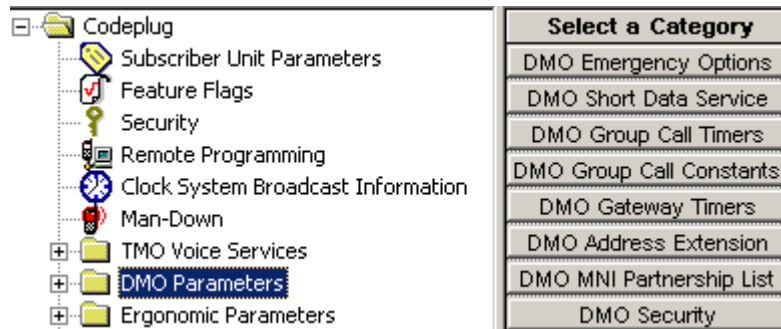 Codeplug
Subscriber Unit Parameters
Feature Flags
Security
Remote Programming
Clock System Broadcast Information
Man-Down
TMO Voice Services
DMO Parameters
Ergonomic Parameters
Select a Category
DMO Emergency Options
DMO Short Data Service
DMO Group Call Timers
DMO Group Call Constants
DMO Gateway Timers
DMO Address Extension
DMO MNI Partnership List
DMO Security